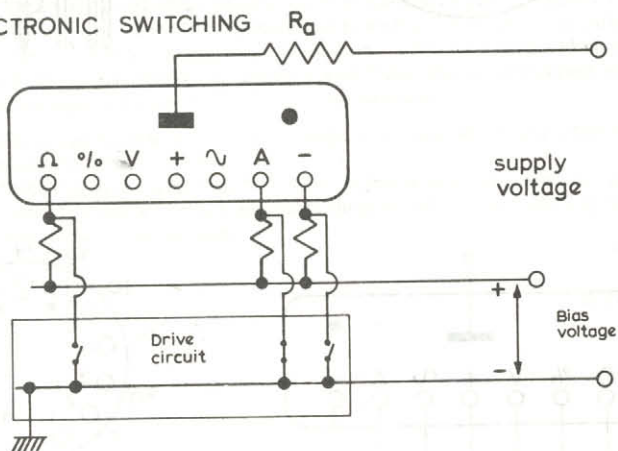 CTRONIC SWITCHING
Ra
Ω % V + ∿ A −
supply
voltage
+
Bias
voltage
−
Drive
circuit